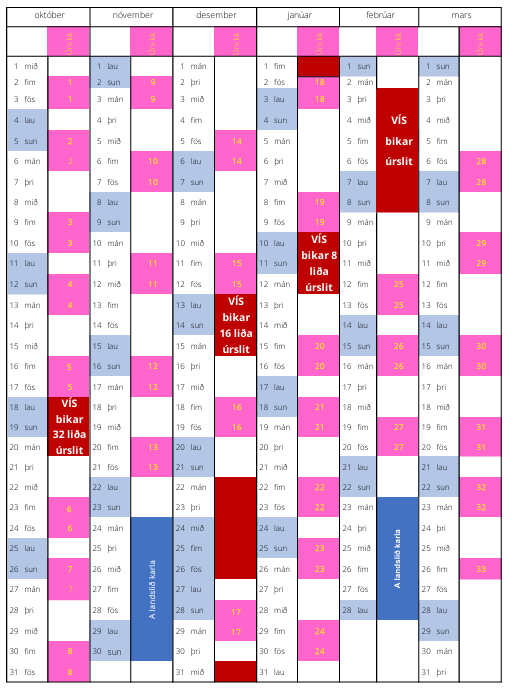 október nóvember desember janúar febrúar mars
Úrv.kk Úrv.kk Úrv.kk Úrv.kk Úrv.kk Úrv.kk
1 mið 1 lau 1 mán 1 fim 1 sun 1 sun
2 fim 1 2 sun 9 2 þri 2 fös 18 2 mán 2 mán
3 fös 1 3 mán 9 3 mið 3 lau 18 3 þri 3 þri
4 lau 4 þri 4 fim 4 sun 4 mið VÍS 4 mið
5 sun 2 5 mið 5 fös 14 5 mán 5 fim bikar 5 fim
6 mán 2 6 fim 10 6 lau 14 6 þri 6 fös úrslit 6 fös 28
7 þri 7 fös 10 7 sun 7 mið 7 lau 7 lau 28
8 mið 8 lau 8 mán 8 fim 19 8 sun 8 sun
9 fim 3 9 sun 9 þri 9 fös 19 9 mán 9 mán
10 fös 3 10 mán 10 mið 10 lau VÍS 10 þri 10 þri 29
11 lau 11 þri 11 11 fim 15 11 sun bikar 8 11 mið 11 mið 29
liða
12 sun 4 12 mið 11 12 fös 15 12 mán úrslit 12 fim 25 12 fim
13 mán 4 13 fim 13 lau VÍS 13 þri 13 fös 25 13 fös
14 þri 14 fös 14 sun bikar 14 mið 14 lau 14 lau
16 liða
15 mið 15 lau 15 mán úrslit 15 fim 20 15 sun 26 15 sun 30
16 fim 5 16 sun 12 16 þri 16 fös 20 16 mán 26 16 mán 30
17 fös 5 17 mán 12 17 mið 17 lau 17 þri 17 þri
18 lau VÍS 18 þri 18 fim 16 18 sun 21 18 mið 18 mið
bikar
19 sun 32 liða 19 mið 19 fös 16 19 mán 21 19 fim 27 19 fim 31
20 mán úrslit 20 fim 13 20 lau 20 þri 20 fös 27 20 fös 31
21 þri 21 fös 13 21 sun 21 mið 21 lau 21 lau
22 mið 22 lau 22 mán 22 fim 22 22 sun 22 sun 32
23 fim 6 23 sun 23 þri 23 fös 22 23 mán 23 mán 32
24 fös 6 24 mán 24 mið 24 lau 24 þri 24 þri
25 lau 25 þri 25 fim 25 sun 23 25 mið 25 mið
26 sun 7 26 mið 26 fös 26 mán 23 26 fim A landslið karla 26 fim 33
27 mán 7 27 fim A landslið karla 27 lau 27 þri 27 fös 27 fös
28 þri 28 fös 28 sun 17 28 mið 28 lau 28 lau
29 mið 29 lau 29 mán 17 29 fim 24 29 sun
30 fim 8 30 sun 30 þri 30 fös 24 30 mán
31 fös 8 31 mið 31 lau 31 þri